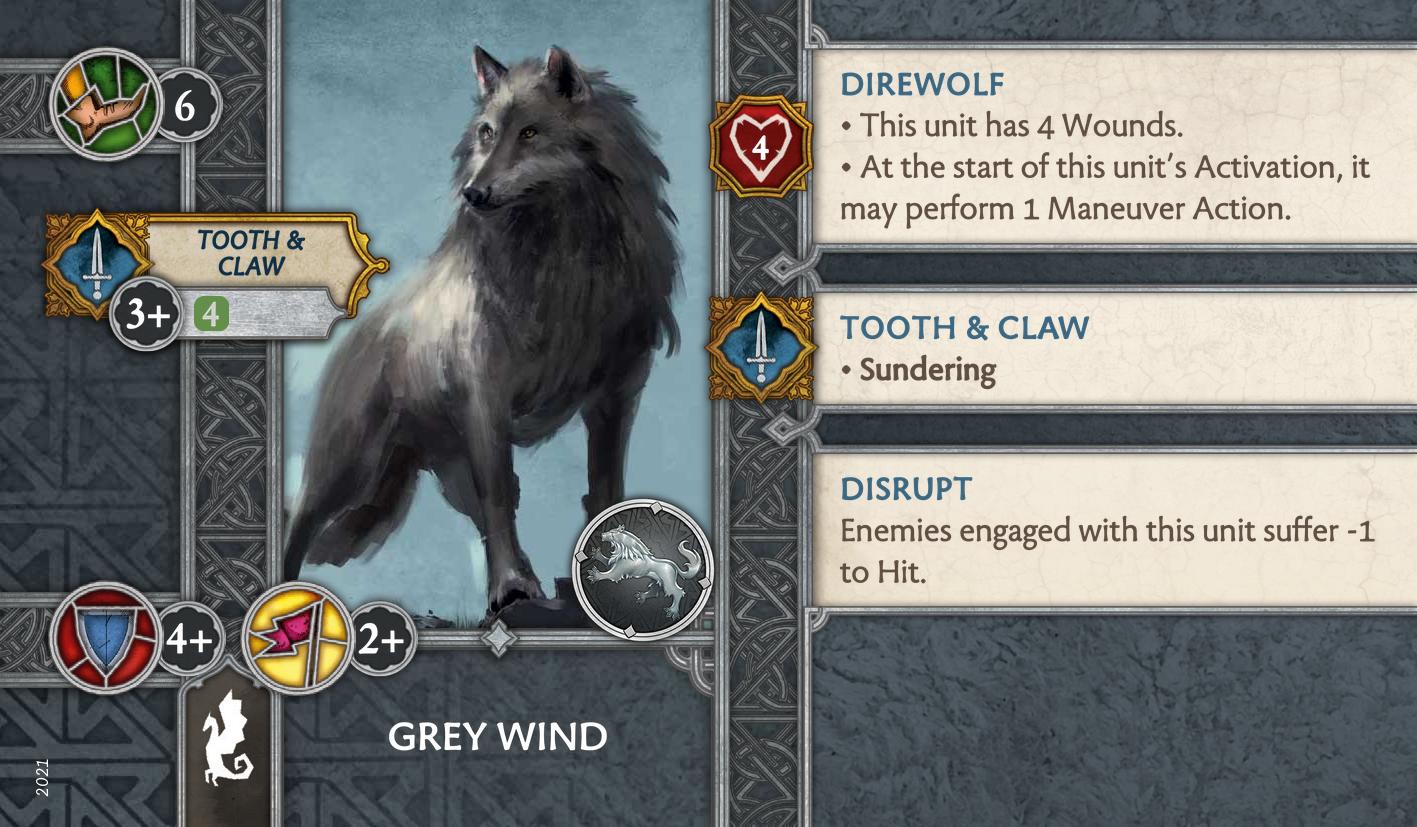 6
TOOTH &
CLAW
3+
4
4+
2+
GREY WIND
2021
4
DIREWOLF
• This unit has 4 Wounds.
• At the start of this unit's Activation, it
may perform 1 Maneuver Action.
TOOTH & CLAW
• Sundering
DISRUPT
Enemies engaged with this unit suffer -1
to Hit.